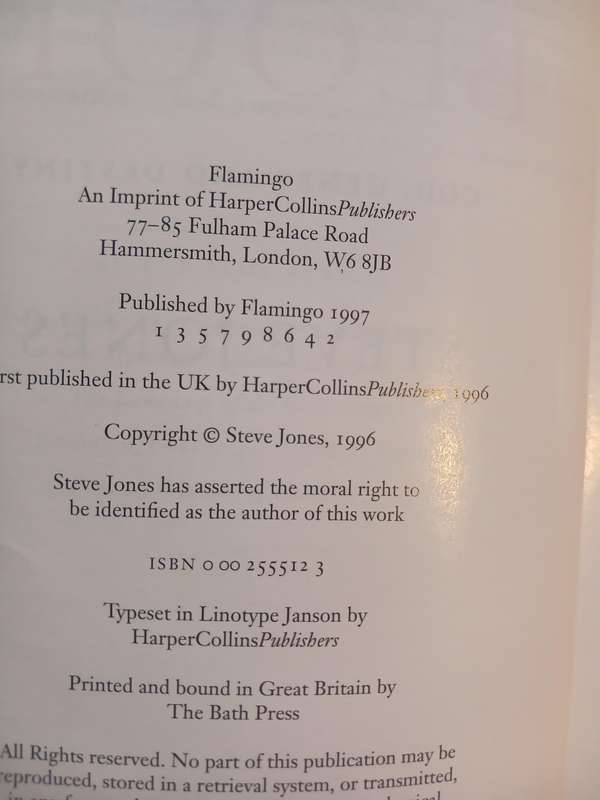 Flamingo
An Imprint of HarperCollinsPublishers
77–85 Fulham Palace Road
Hammersmith, London, W6 8JB
Published by Flamingo 1997
1 3 5 7 9 8 6 4 2
rst published in the UK by HarperCollinsPublishers 1996
Copyright © Steve Jones, 1996
Steve Jones has asserted the moral right to
be identified as the author of this work
ISBN 0 00 255512 3
Typeset in Linotype Janson by
HarperCollinsPublishers
Printed and bound in Great Britain by
The Bath Press
All Rights reserved. No part of this publication may be
reproduced, stored in a retrieval system, or transmitted,